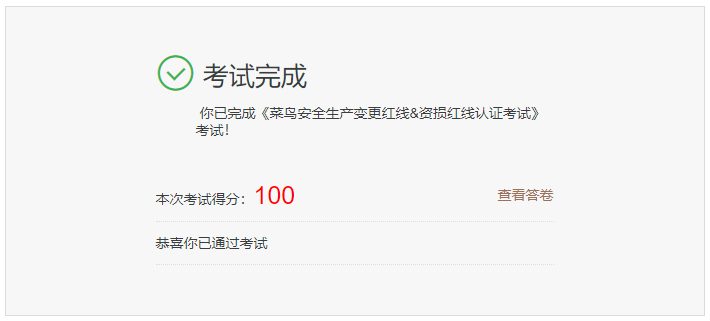 考试完成
你已完成《菜鸟安全生产变更红线&资损红线认证考试》
考试！
本次考试得分：100 查看答卷
恭喜你已通过考试